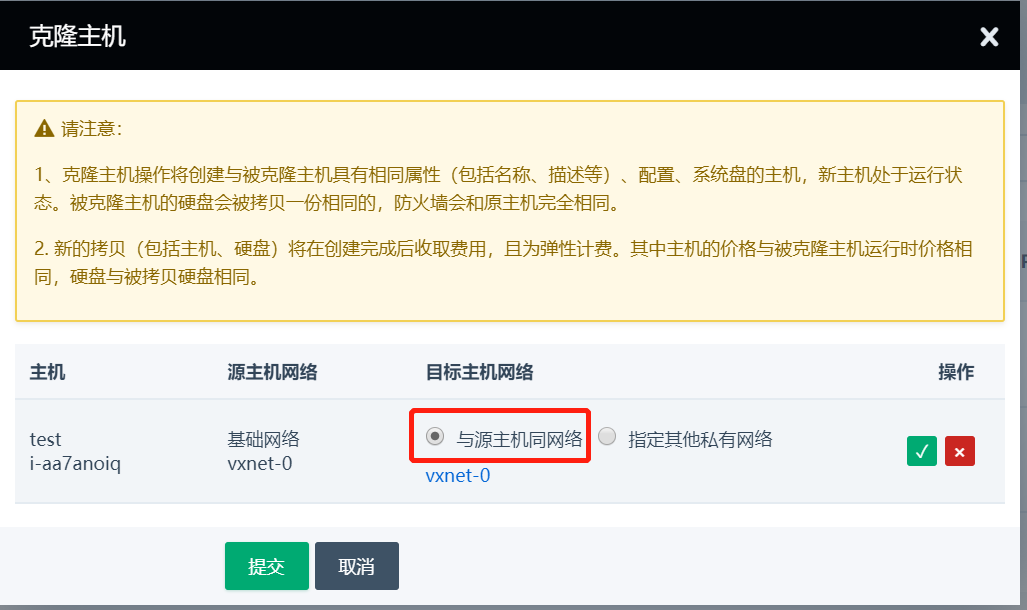 克隆主机
请注意：
1、克隆主机操作将创建与被克隆主机具有相同属性（包括名称、描述等）、配置、系统盘的主机，新主机处于运行状
态。被克隆主机的硬盘会被拷贝一份相同的，防火墙会和原主机完全相同。
2. 新的拷贝（包括主机、硬盘）将在创建完成后收取费用，且为弹性计费。其中主机的价格与被克隆主机运行时价格相
同，硬盘与被拷贝硬盘相同。
主机 源主机网络 目标主机网络 操作
test 基础网络 与源主机同网络 指定其他私有网络
i-aa7anoiq vxnet-0 vxnet-0
提交 取消